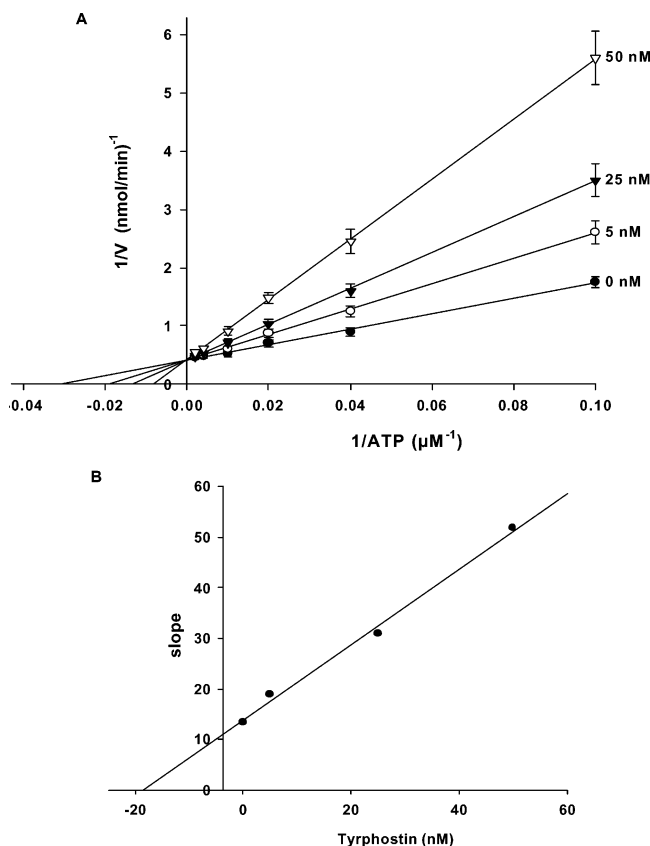 A
6
50 nM
5
4
1/V (nmol/min)-1
25 nM
3
5 nM
2
0 nM
1
0
-0.04 -0.02 0.00 0.02 0.04 0.06 0.08 0.10
1/ATP (µM-1)
B
60
50
40
slope
30
20
10
0
-20 0 20 40 60
Tyrphostin (nM)